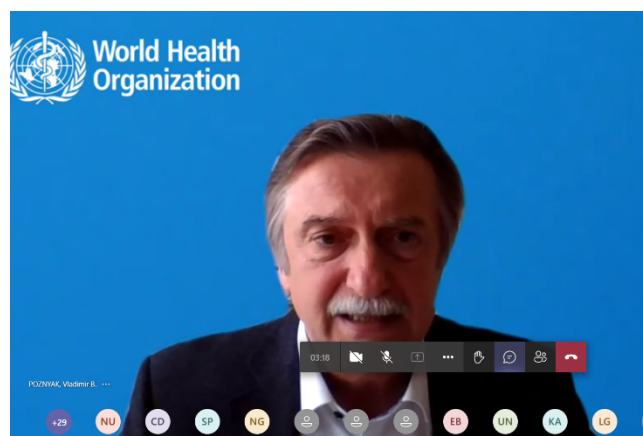 World Health
Organization
03:18
POZNYAK, Vladimir B.
+29
NU
CD
SP
NG
EB
UN
KA
LG